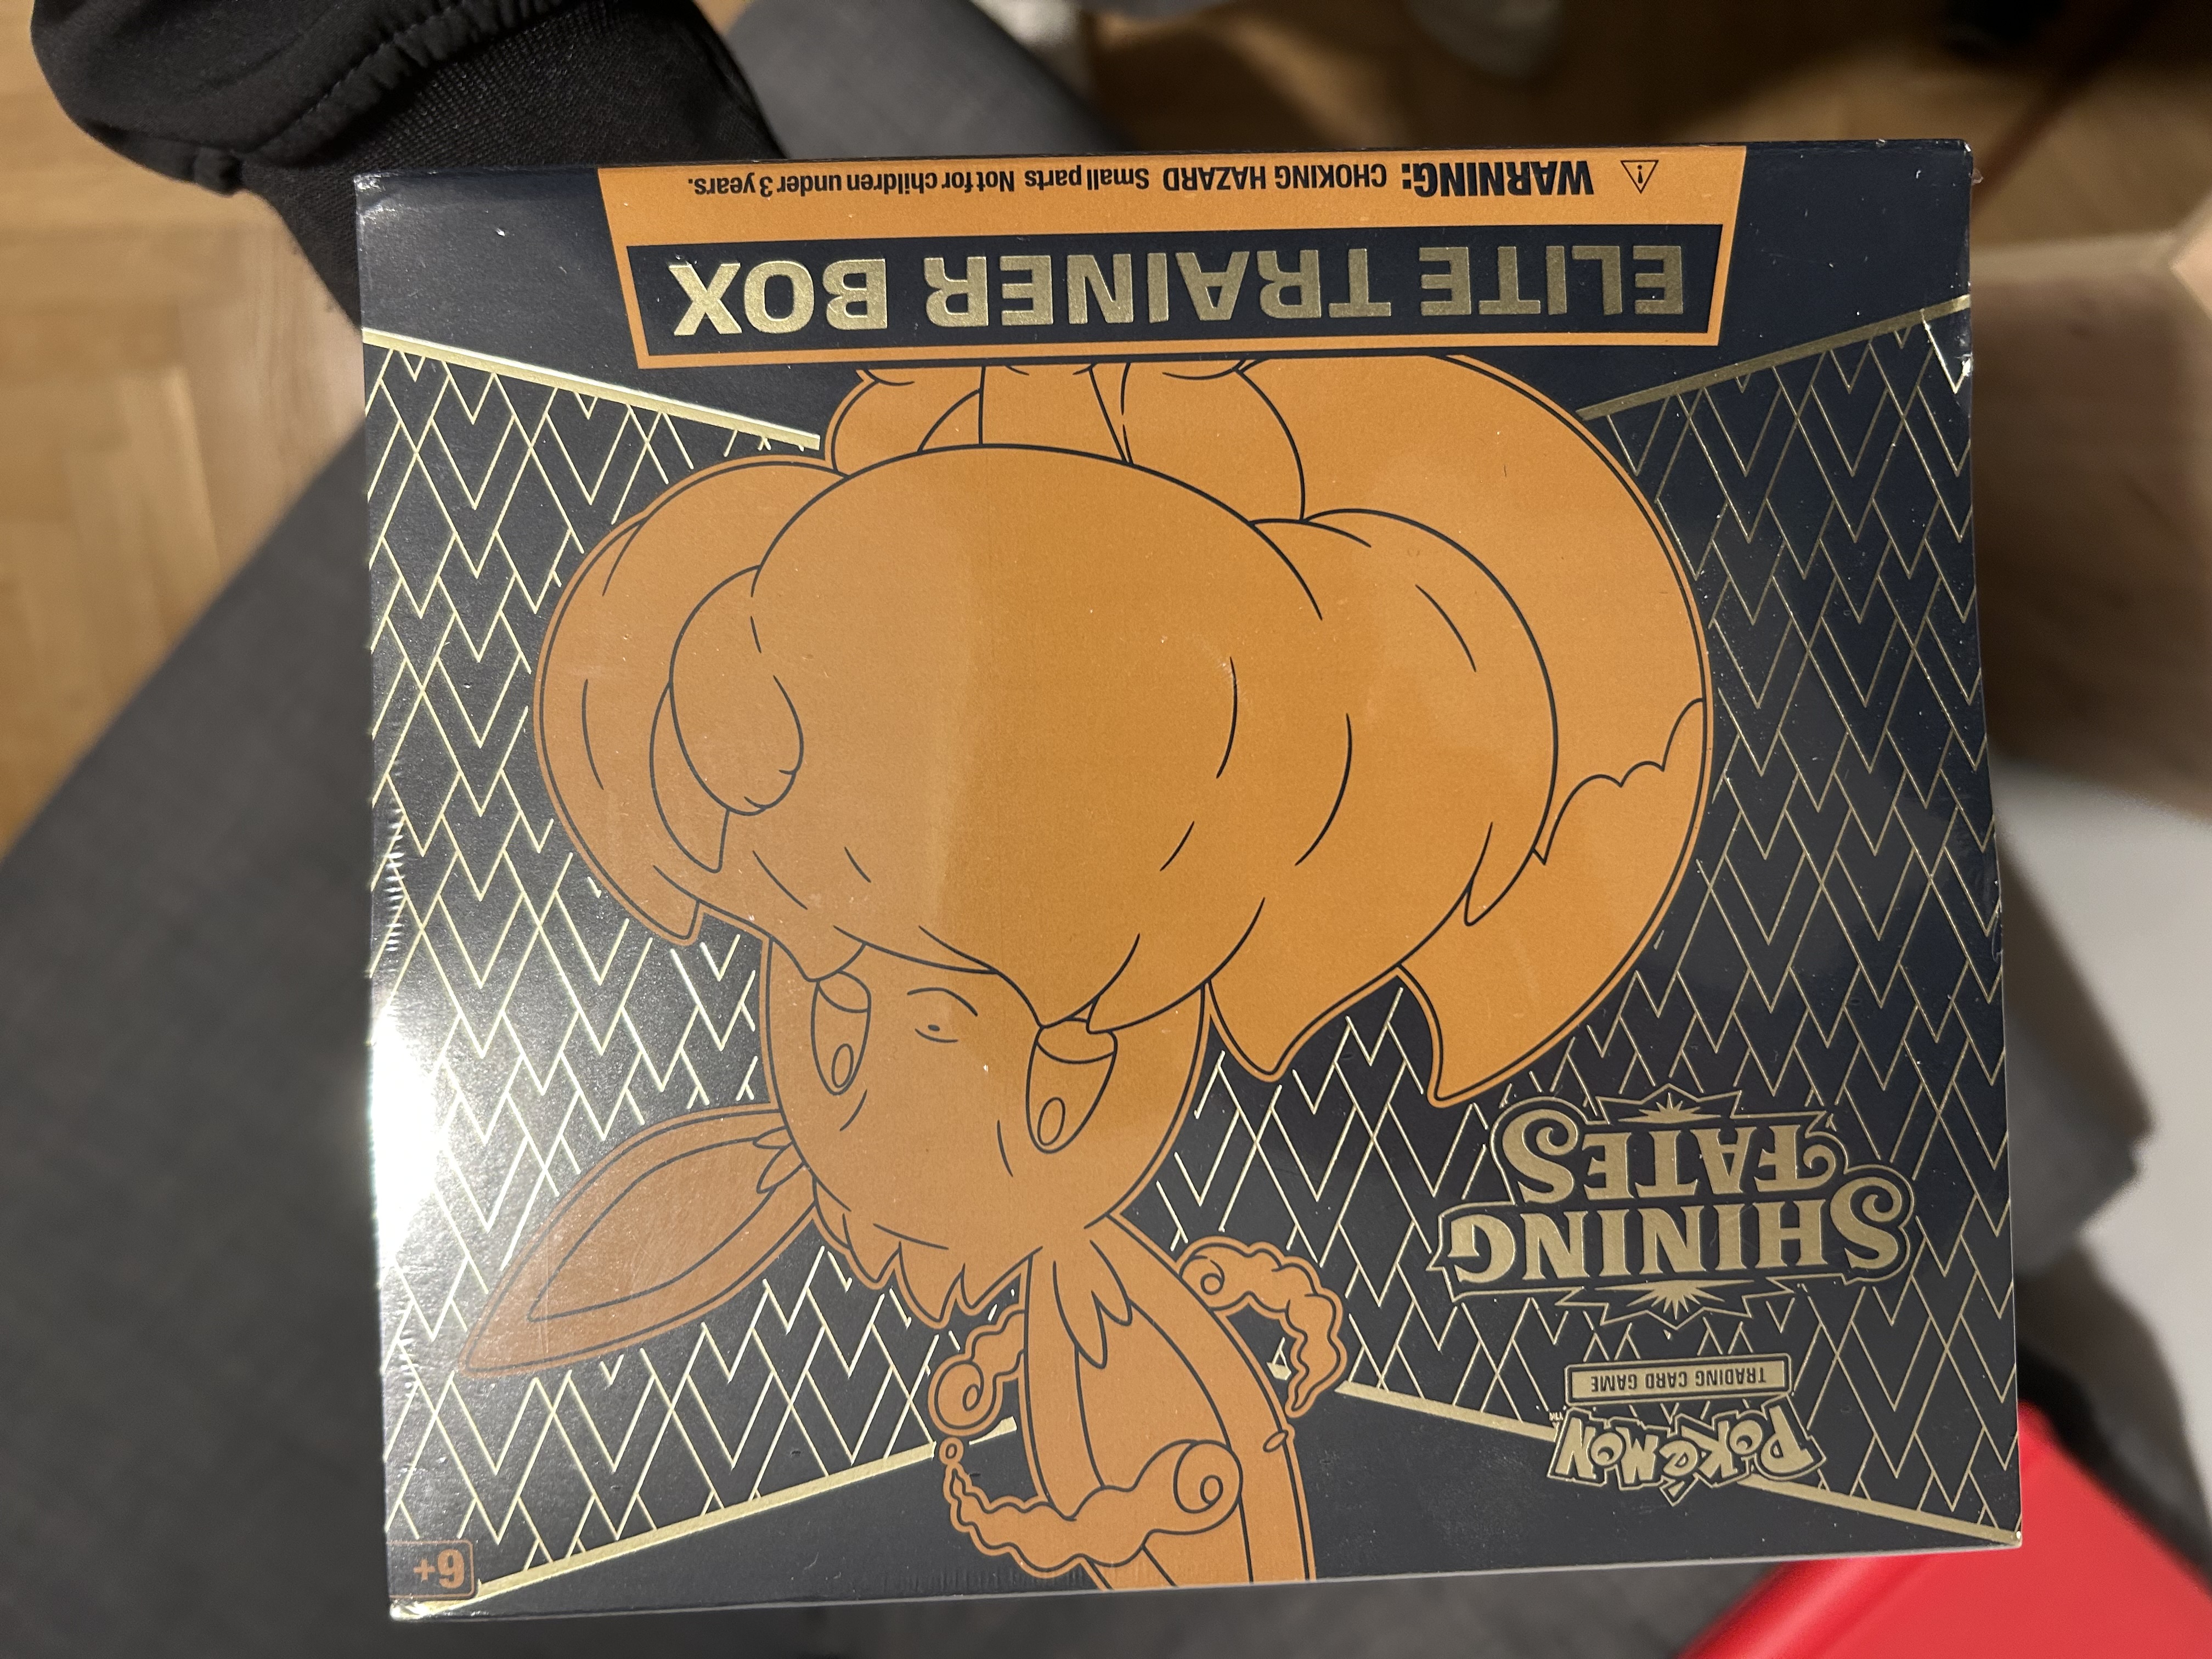 Pokémon
TRADING CARD GAME
SHINING
FATES
6+
ELITE TRAINER BOX
WARNING: CHOKING HAZARD Small parts Not for children under 3 years.